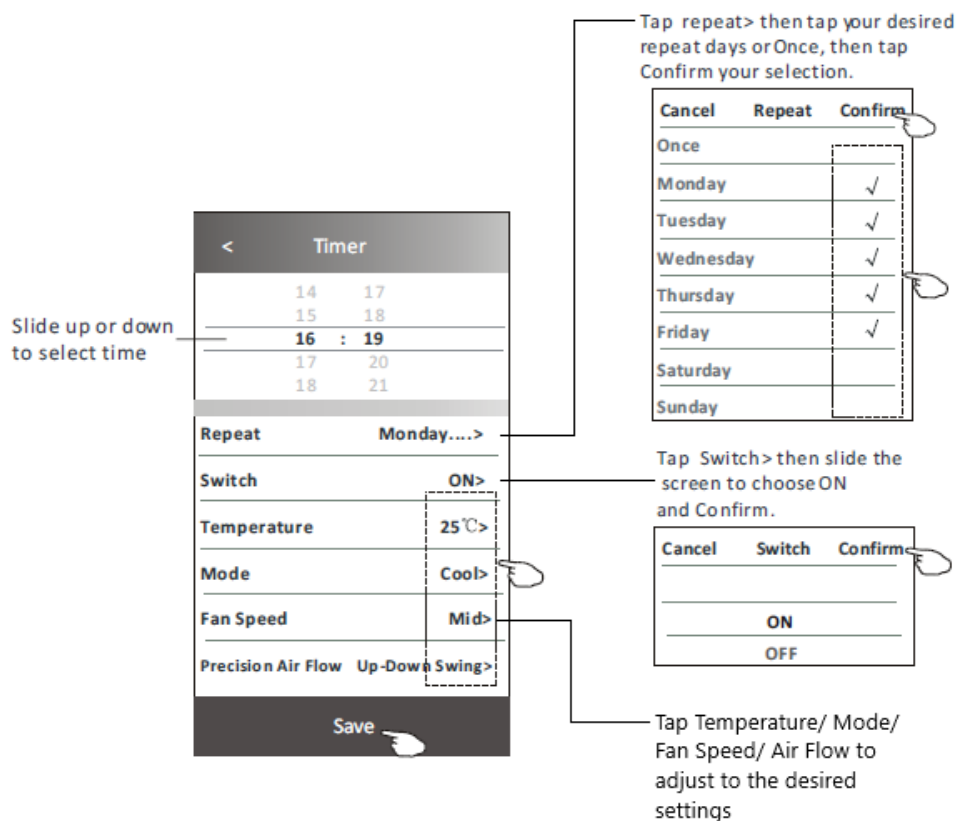 Tap repeat> then tap your desired
repeat days or Once, then tap
Confirm your selection.
Cancel Repeat Confirm
Once
Monday √
Tuesday √
Wednesday √
Thursday √
Friday √
Saturday
Sunday
< Timer
14 17
15 18
16 : 19
17 20
18 21
Slide up or down
to select time
Repeat Monday....>
Switch ON>
Temperature 25℃>
Mode Cool>
Fan Speed Mid>
Precision Air Flow Up-Down Swing>
Save
Tap Switch> then slide the
screen to choose ON
and Confirm.
Cancel Switch Confirm
ON
OFF
Tap Temperature/ Mode/
Fan Speed/ Air Flow to
adjust to the desired
settings